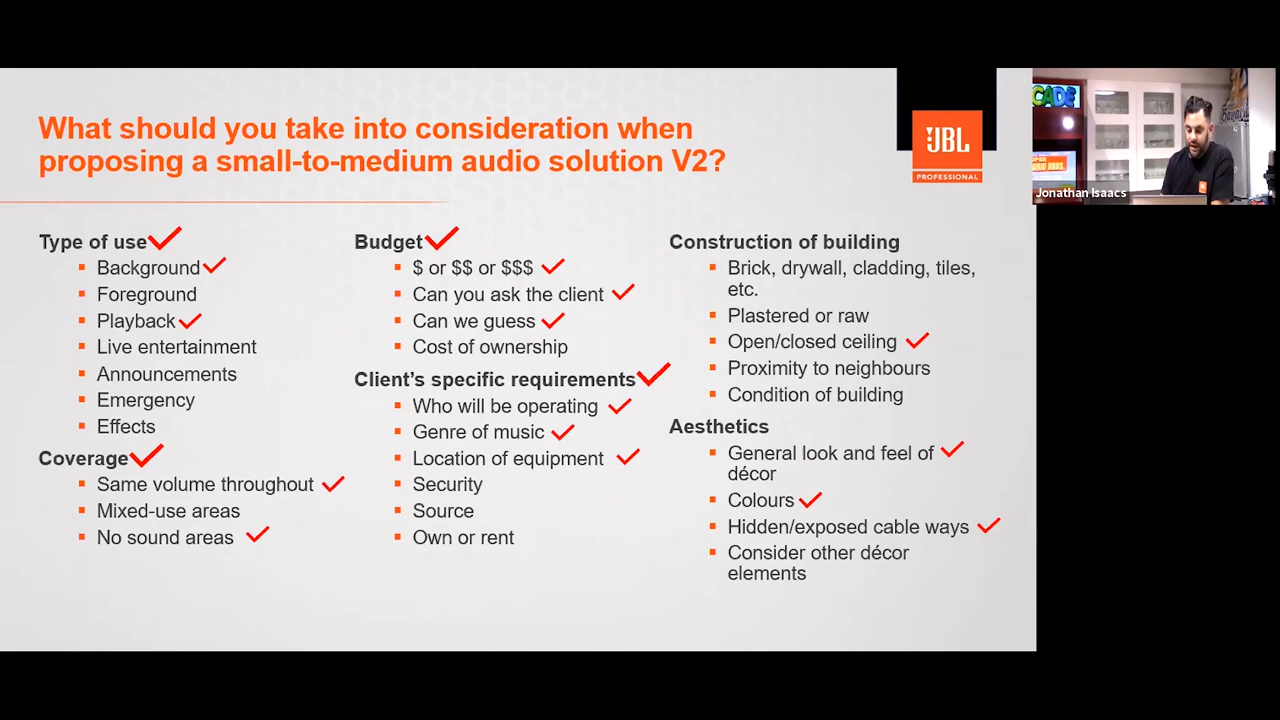 What should you take into consideration when
proposing a small-to-medium audio solution V2?
JBL
PROFESSIONAL
Jonathan Isaacs
Type of use
Background
Foreground
Playback
Live entertainment
Announcements
Emergency
Effects
Coverage
Same volume throughout
Mixed-use areas
No sound areas
Budget
$ or $$ or $$$
Can you ask the client
Can we guess
Cost of ownership
Client's specific requirements
Who will be operating
Genre of music
Location of equipment
Security
Source
Own or rent
Construction of building
Brick, drywall, cladding, tiles,
etc.
Plastered or raw
Open/closed ceiling
Proximity to neighbours
Condition of building
Aesthetics
General look and feel of
décor
Colours
Hidden/exposed cable ways
Consider other décor
elements